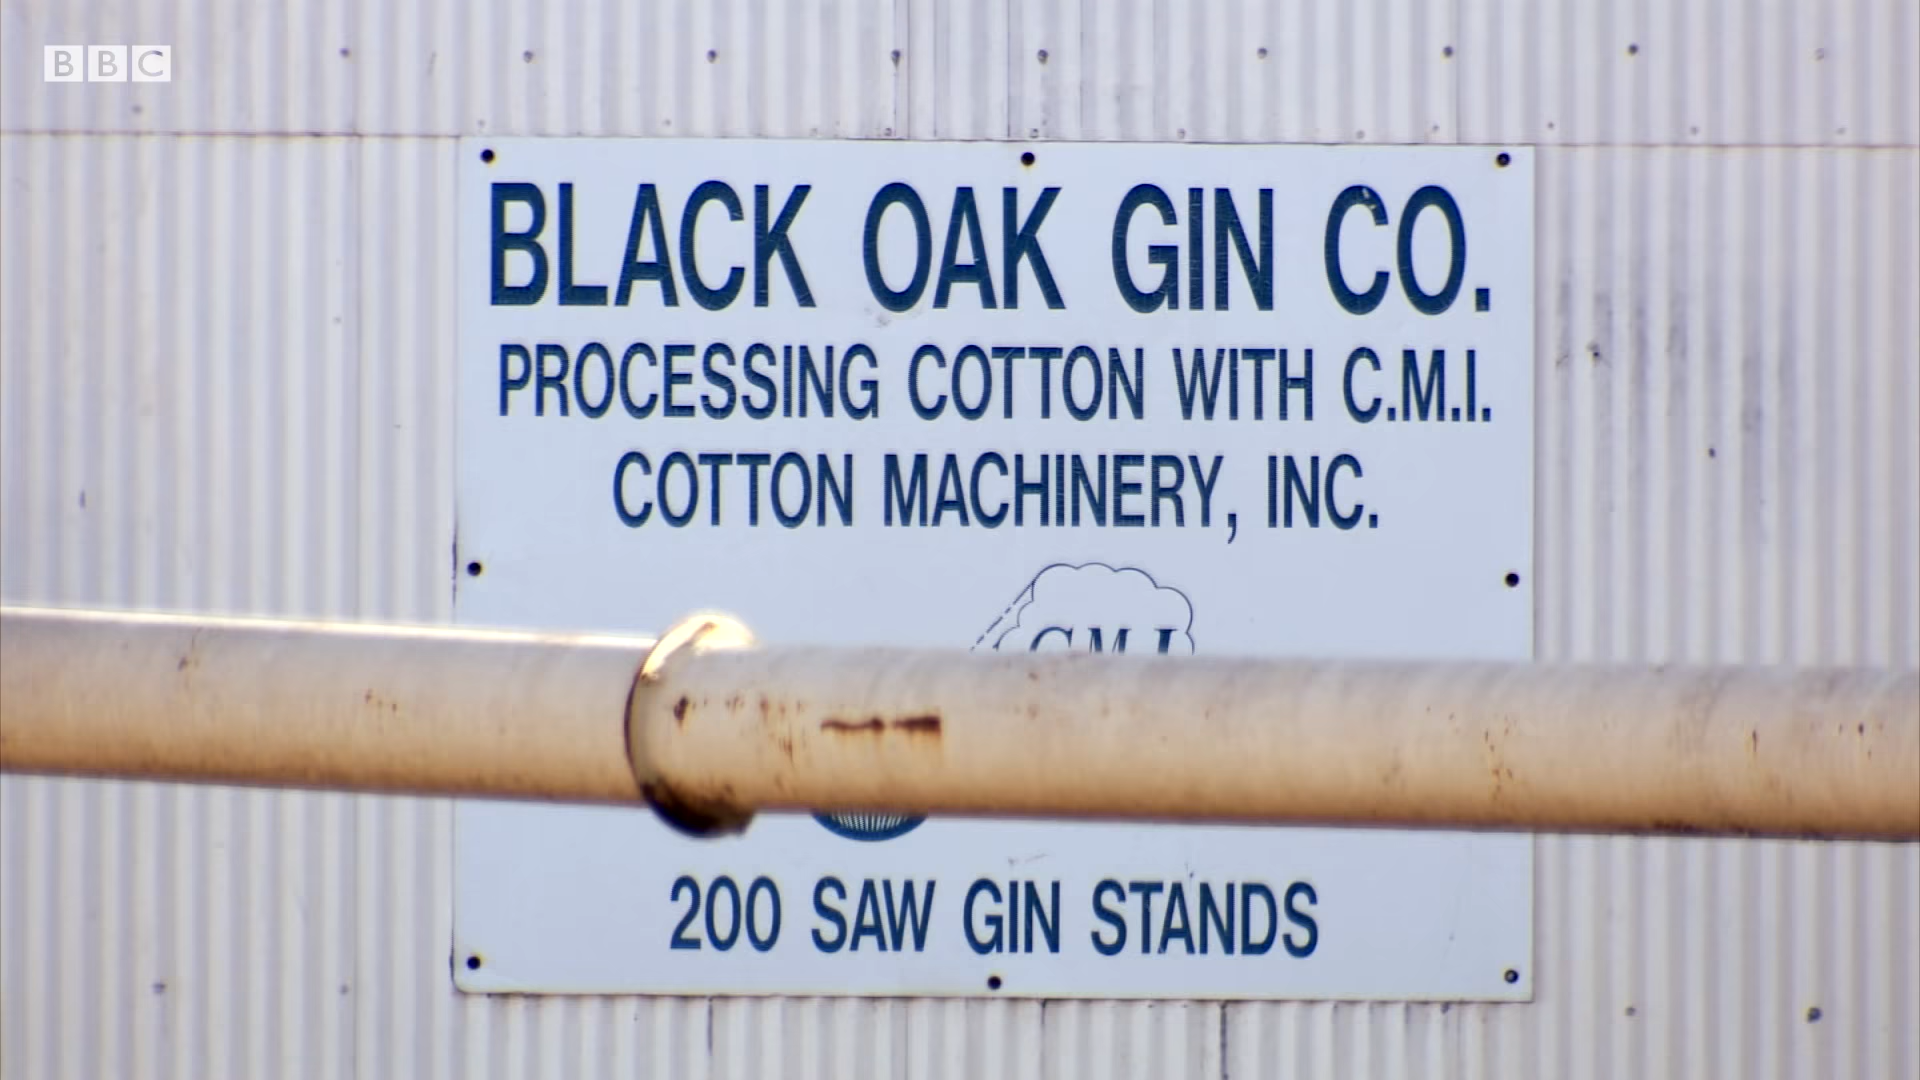 BBC
BLACK OAK GIN CO.
PROCESSING COTTON WITH C.M.I.
COTTON MACHINERY, INC.
C.M.I.
200 SAW GIN STANDS